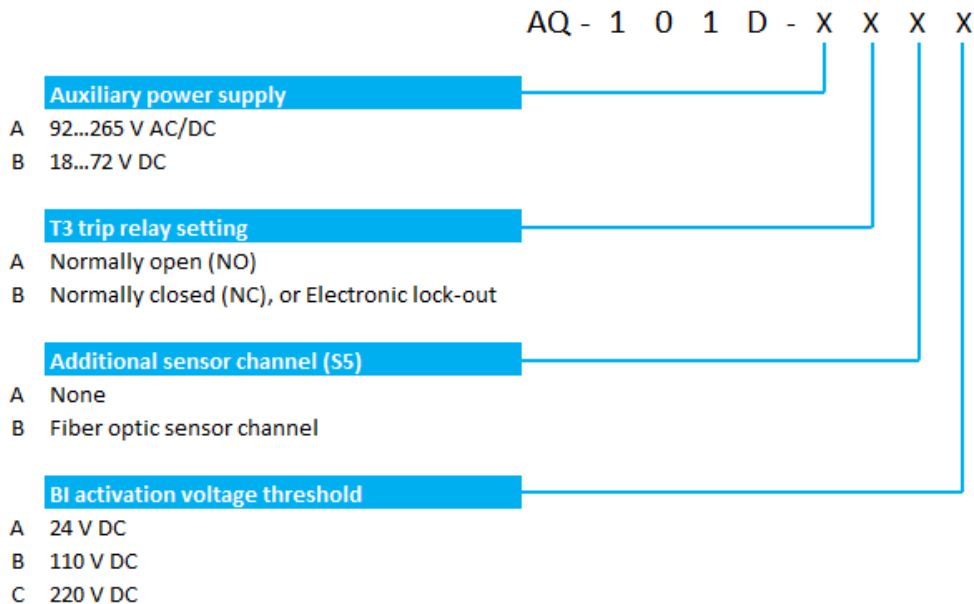 AQ - 1 0 1 D - X X X X
Auxiliary power supply
A 92...265 V AC/DC
B 18...72 V DC
T3 trip relay setting
A Normally open (NO)
B Normally closed (NC), or Electronic lock-out
Additional sensor channel (S5)
A None
B Fiber optic sensor channel
BI activation voltage threshold
A 24 V DC
B 110 V DC
C 220 V DC